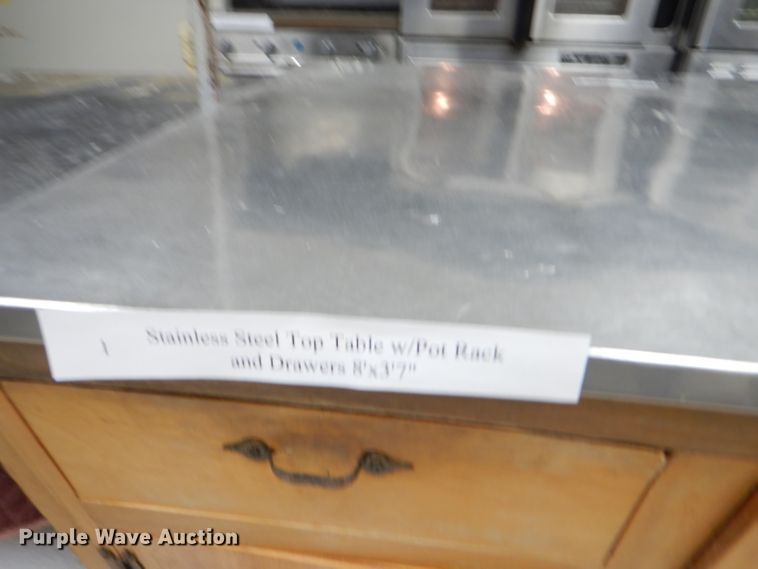 1 Stainless Steel Top Table w/Pot Rack
and Drawers 8'x3'7"
Purple Wave Auction